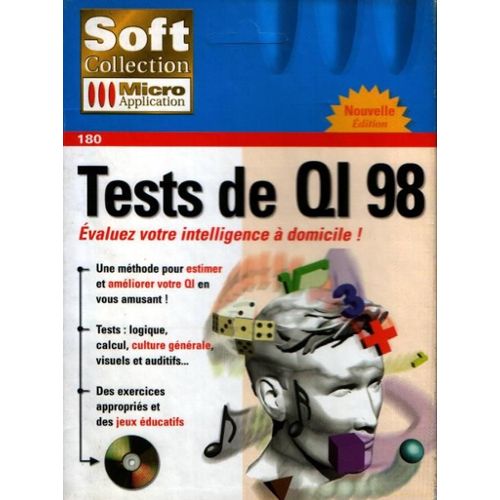 Soft
Collection
Micro
Application
Nouvelle
Édition
180
Tests de QI 98
Évaluez votre intelligence à domicile !
Une méthode pour estimer
et améliorer votre QI en
vous amusant !
Tests : logique,
calcul, culture générale,
visuels et auditifs...
Des exercices
appropriés et
des jeux éducatifs
3